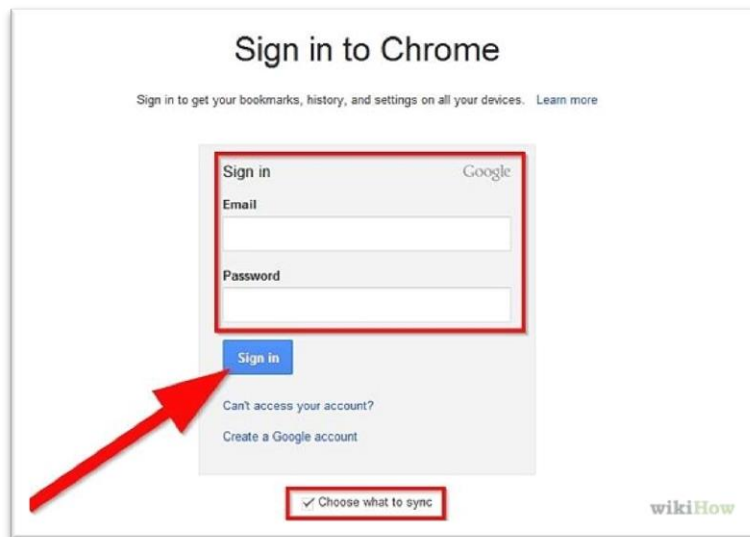 Sign in to Chrome
Sign in to get your bookmarks, history, and settings on all your devices. Learn more
Sign in Google
Email
Password
Sign in
Can't access your account?
Create a Google account
Choose what to sync
wikiHow